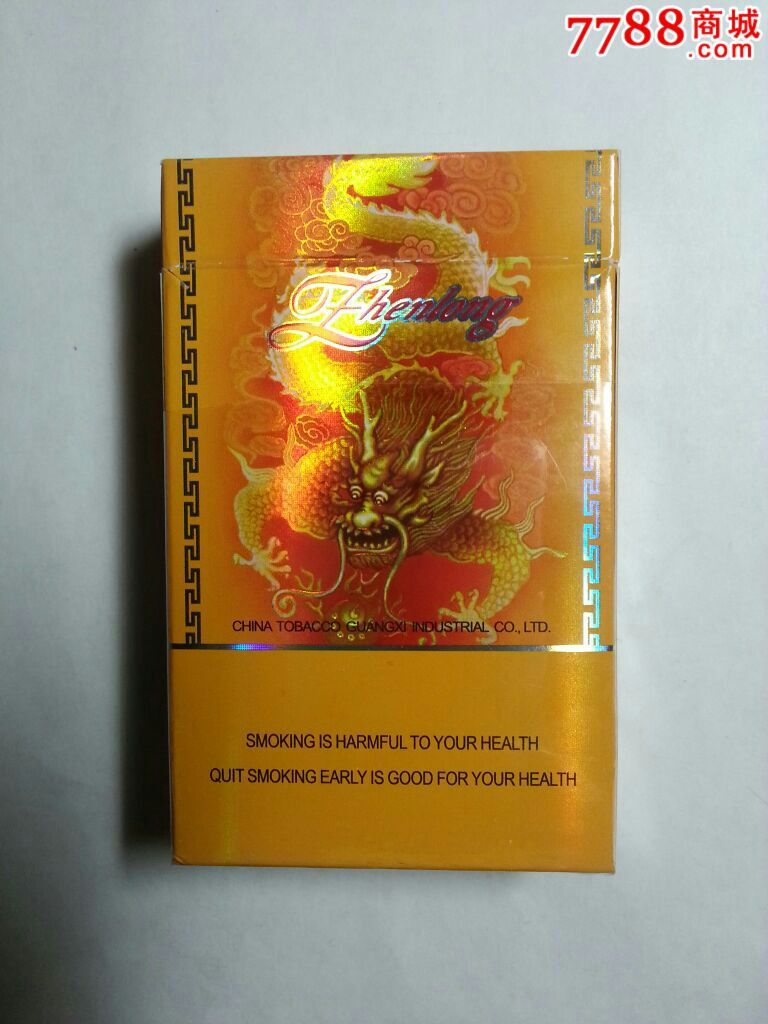 7788商城
.com
Zhenlong
CHINA TOBACCO GUANGXI INDUSTRIAL CO., LTD.
SMOKING IS HARMFUL TO YOUR HEALTH
QUIT SMOKING EARLY IS GOOD FOR YOUR HEALTH